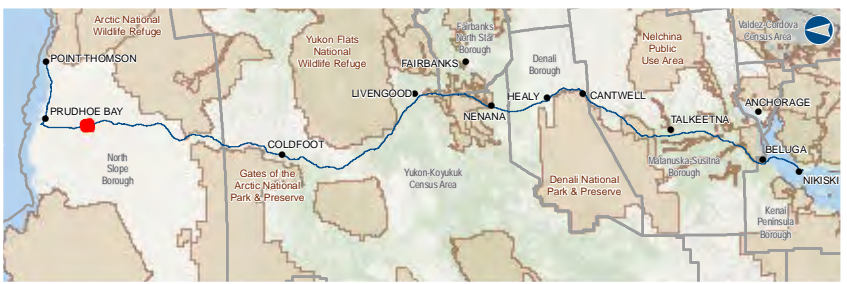 Arctic National
Wildlife Refuge
Yukon Flats
National
Wildlife Refuge
Fairbanks
North Star
Borough
Denali
Borough
Nelchina
Public
Use Area
Valdez-Cordova
Census Area
POINT THOMSON
FAIRBANKS
LIVENGOOD
HEALY
CANTWELL
ANCHORAGE
PRUDHOE BAY
NENANA
TALKEETNA
COLDFOOT
BELUGA
North
Slope
Borough
Gates of the
Arctic National
Park & Preserve
Yukon-Koyukuk
Census Area
Denali National
Park & Preserve
Matanuska-Susitna
Borough
NIKISKI
Kenai
Peninsula
Borough